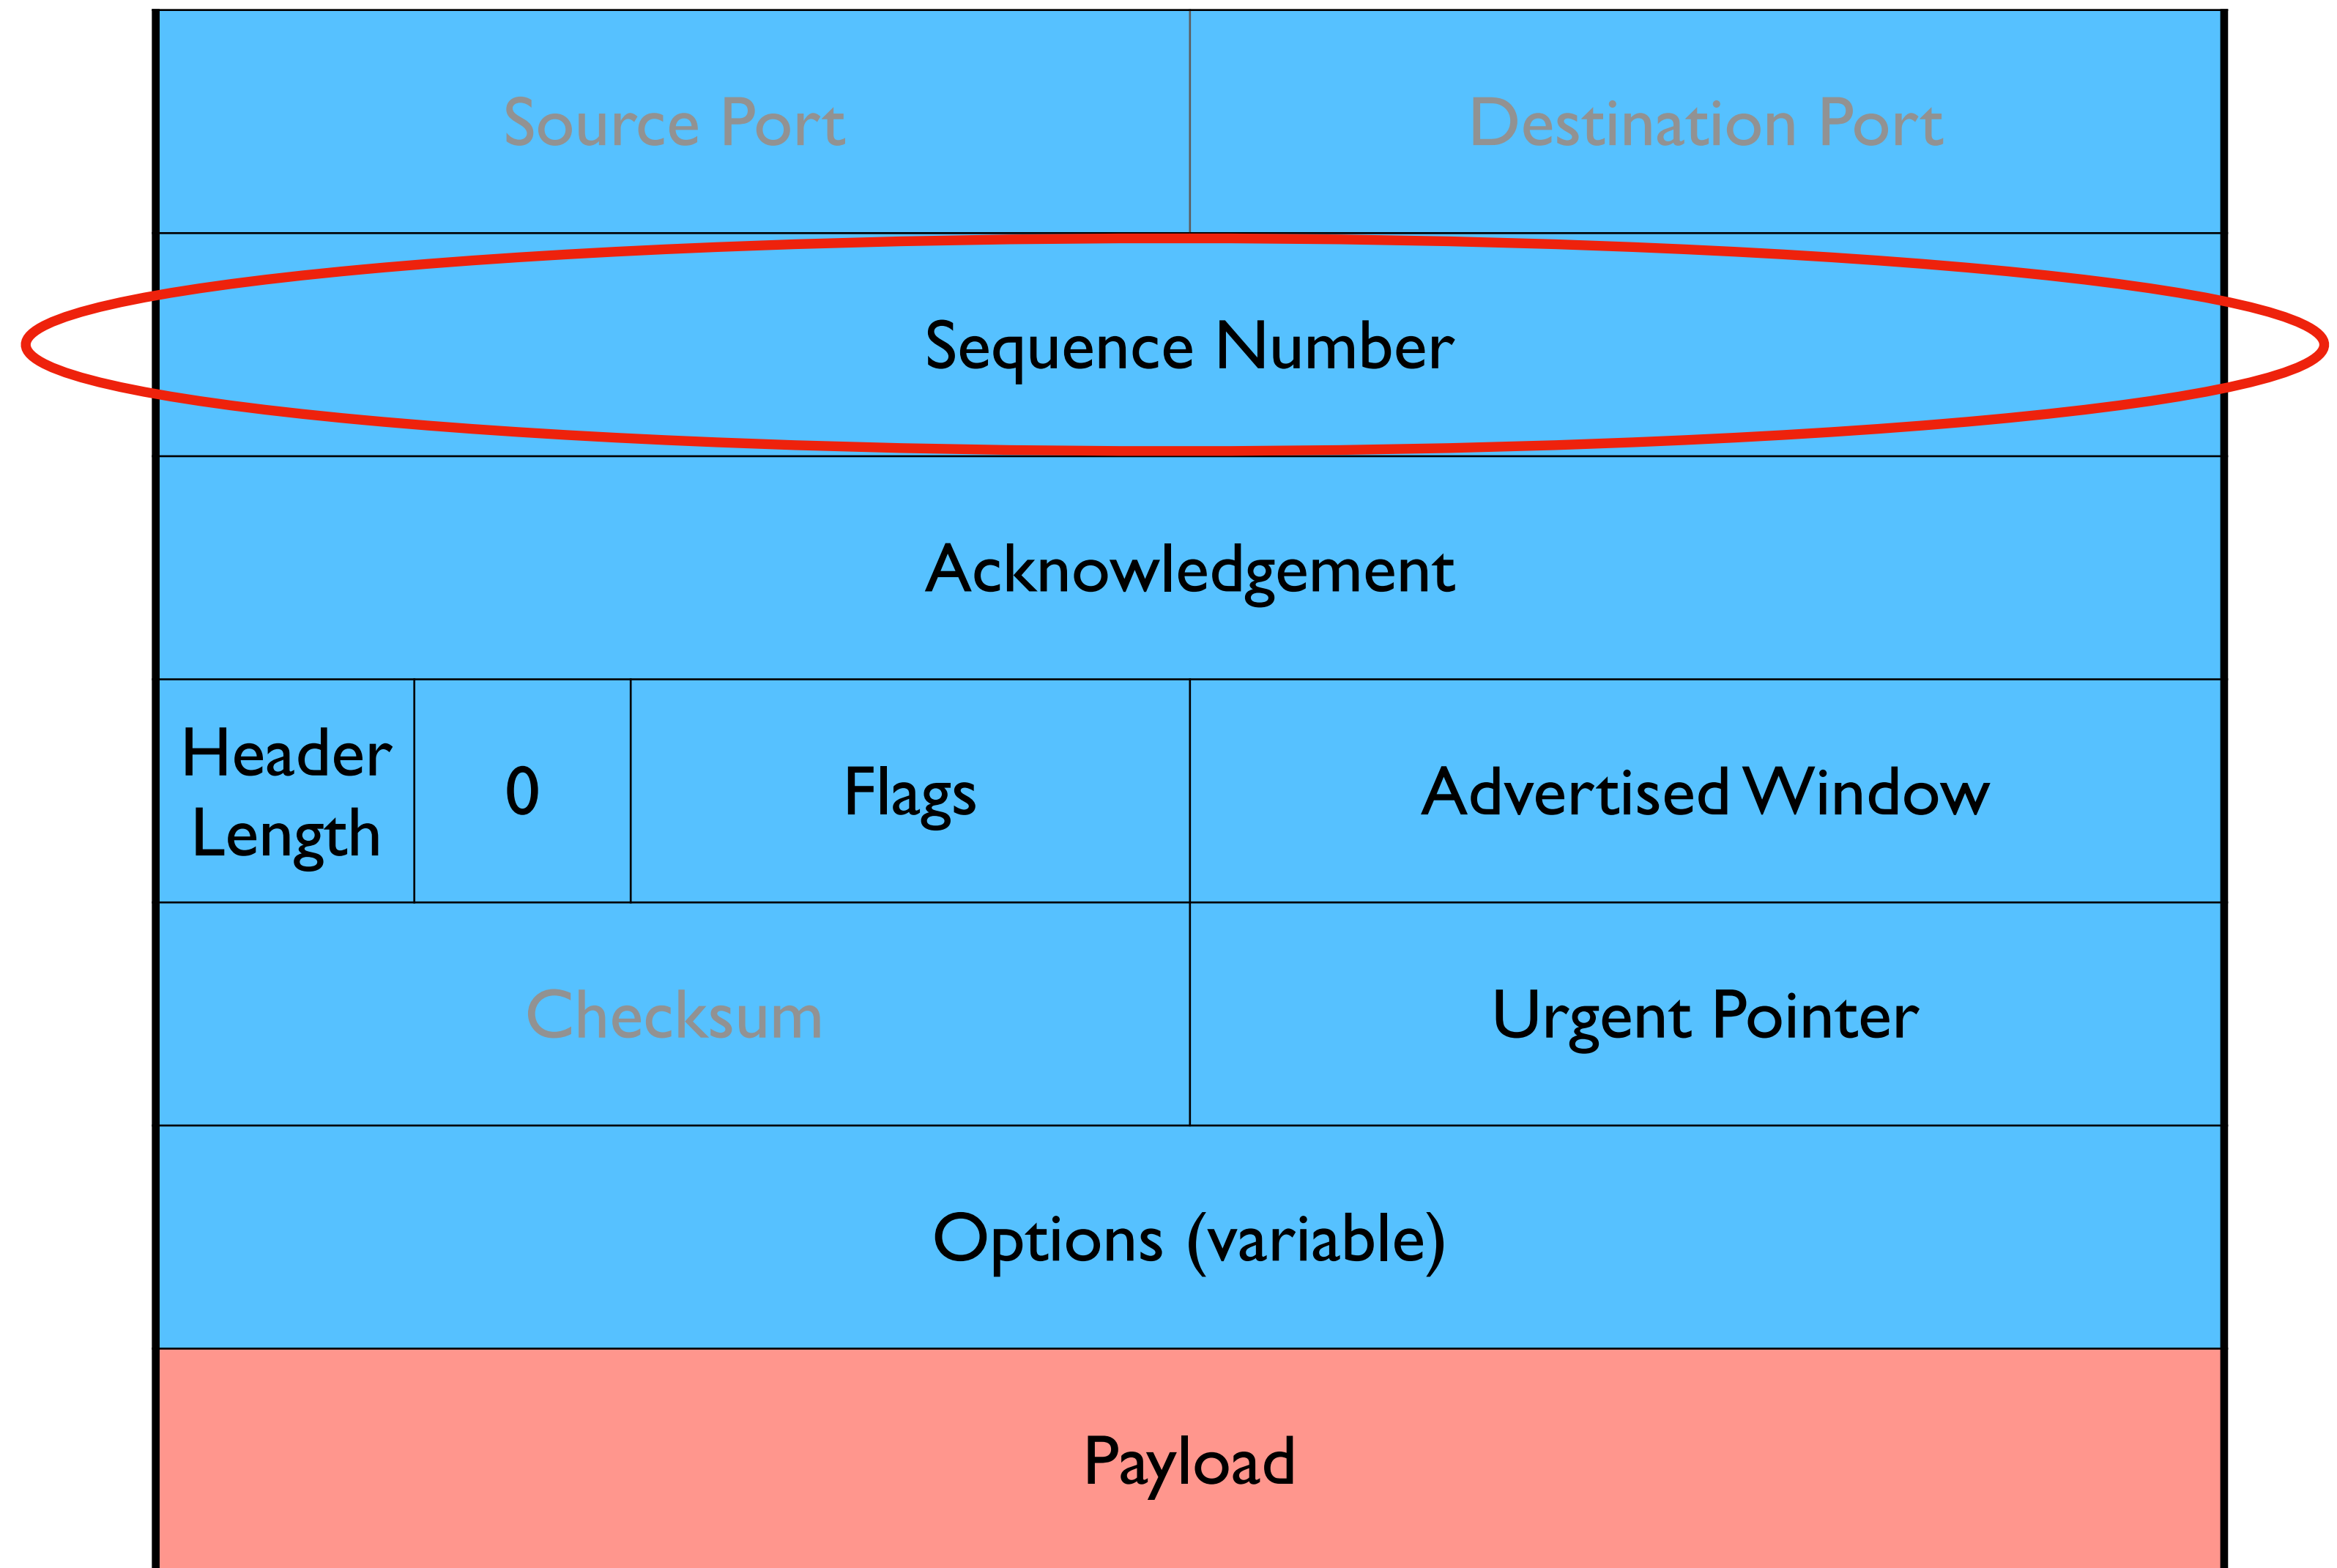 Source Port
Destination Port
Sequence Number
Acknowledgement
Header
Length
0
Flags
Advertised Window
Checksum
Urgent Pointer
Options (variable)
Payload